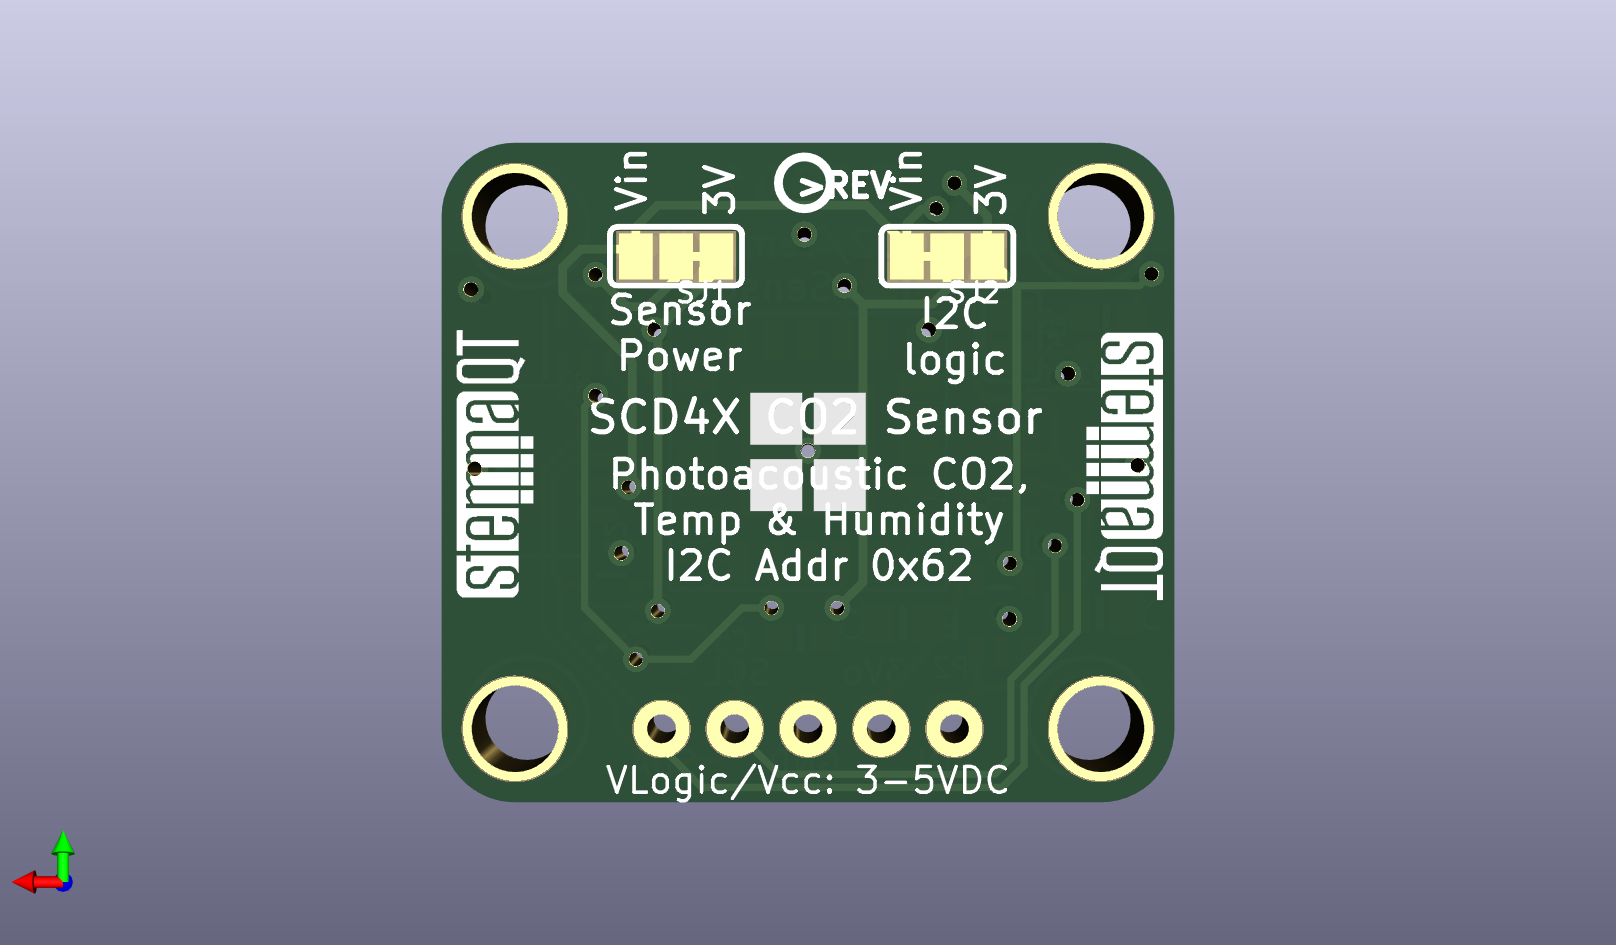 Vin
3V
>REV
Vin
3V
SJ1
SJ2
Sensor
Power
I2C
logic
stemmaQT
stemmaQT
SCD4X CO2 Sensor
Photoacoustic CO2,
Temp & Humidity
I2C Addr 0x62
VLogic/Vcc: 3-5VDC